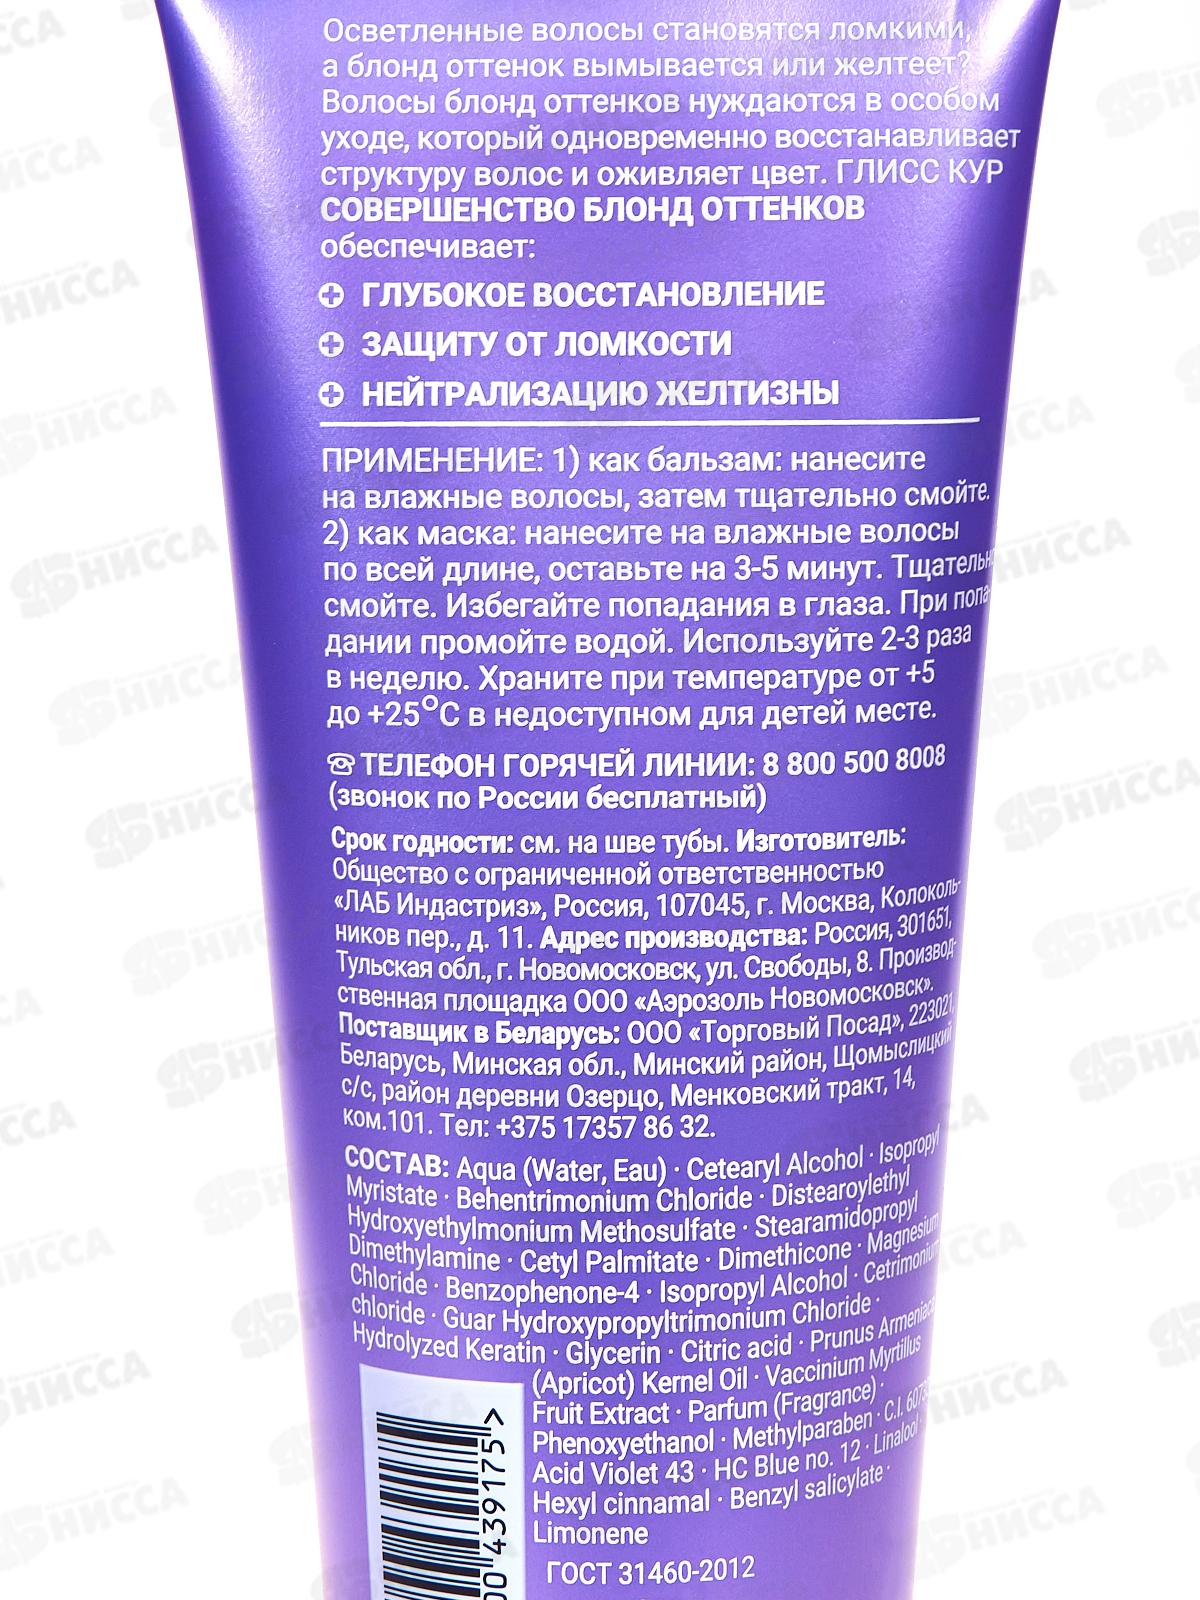 Осветленные волосы становятся ломкими,
а блонд оттенок вымывается или желтеет?
Волосы блонд оттенков нуждаются в особом
уходе, который одновременно восстанавливает
структуру волос и оживляет цвет. ГЛИСС КУР
СОВЕРШЕНСТВО БЛОНД ОТТЕНКОВ
обеспечивает:
ГЛУБОКОЕ ВОССТАНОВЛЕНИЕ
ЗАЩИТУ ОТ ЛОМКОСТИ
НЕЙТРАЛИЗАЦИЮ ЖЕЛТИЗНЫ
ПРИМЕНЕНИЕ: 1) как бальзам: нанесите
на влажные волосы, затем тщательно смойте.
2) как маска: нанесите на влажные волосы
по всей длине, оставьте на 3-5 минут. Тщательно
смойте. Избегайте попадания в глаза. При попа-
дании промойте водой. Используйте 2-3 раза
в неделю. Храните при температуре от +5
до +25°С в недоступном для детей месте.
☎ ТЕЛЕФОН ГОРЯЧЕЙ ЛИНИИ: 8 800 500 8008
(звонок по России бесплатный)
Срок годности: см. на шве тубы. Изготовитель:
Общество с ограниченной ответственностью
«ЛАБ Индастриз», Россия, 107045, г. Москва, Колоколь-
ников пер., д. 11. Адрес производства: Россия, 301651,
Тульская обл., г. Новомосковск, ул. Свободы, 8. Производ-
ственная площадка ООО «Аэрозоль Новомосковск».
Поставщик в Беларусь: ООО «Торговый Посад», 223021,
Беларусь, Минская обл., Минский район, Щомыслицкий
с/с, район деревни Озерцо, Менковский тракт, 14,
ком.101. Тел: +375 17357 86 32.
СОСТАВ: Aqua (Water, Eau) · Cetearyl Alcohol · Isopropyl
Myristate · Behentrimonium Chloride · Distearoylethyl
Hydroxyethylmonium Methosulfate · Stearamidopropyl
Dimethylamine · Cetyl Palmitate · Dimethicone · Magnesium
Chloride · Benzophenone-4 · Isopropyl Alcohol · Cetrimonium
chloride · Guar Hydroxypropyltrimonium Chloride ·
Hydrolyzed Keratin · Glycerin · Citric acid · Prunus Armeniaca
(Apricot) Kernel Oil · Vaccinium Myrtillus
Fruit Extract · Parfum (Fragrance) ·
Phenoxyethanol · Methylparaben · C.I.
Acid Violet 43 · HC Blue no. 12 · Linalool ·
Hexyl cinnamal · Benzyl salicylate ·
Limonene
ГОСТ 31460-2012
00 439175>
НИССА